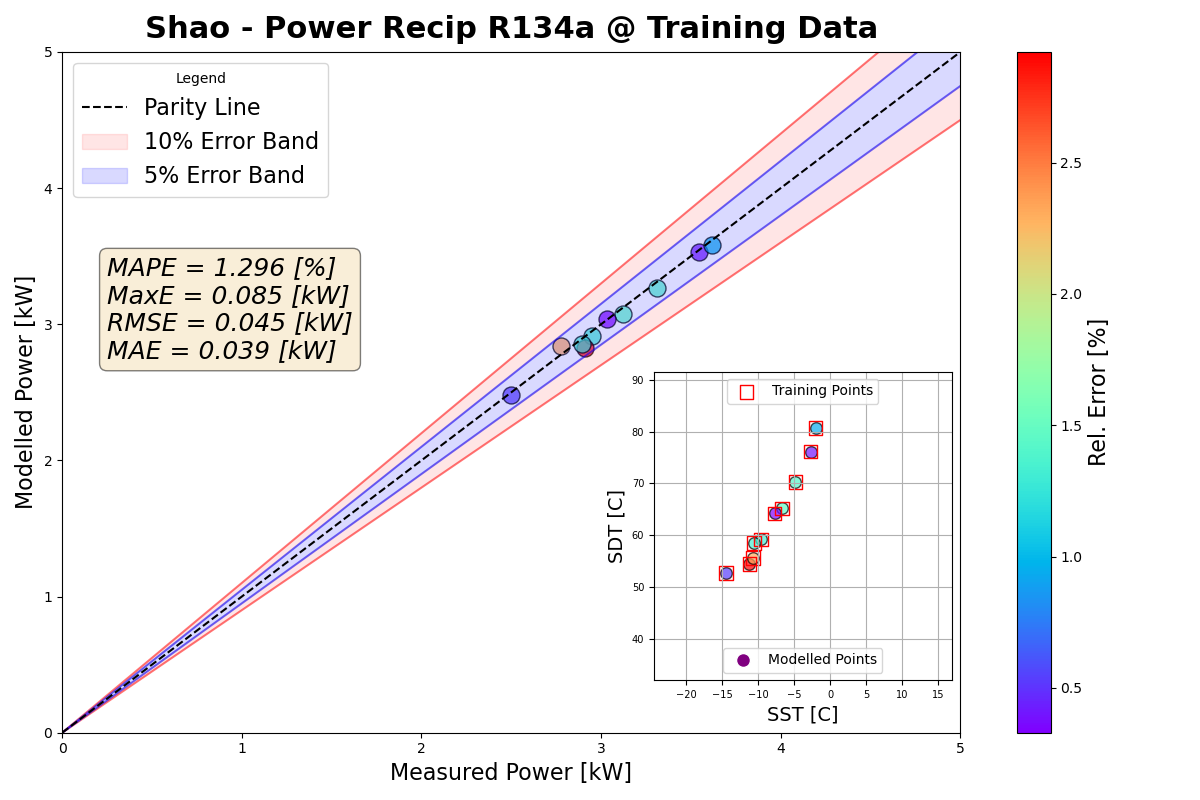 Shao - Power Recip R134a @ Training Data
Legend
Parity Line
10% Error Band
5% Error Band
MAPE = 1.296 [%]
MaxE = 0.085 [kW]
RMSE = 0.045 [kW]
MAE = 0.039 [kW]
Modelled Power [kW]
5
4
3
2
1
0
0
1
2
3
4
5
Measured Power [kW]
Training Points
90
80
70
60
50
40
SDT [C]
Modelled Points
−20
−15
−10
−5
0
5
10
15
SST [C]
2.5
2.0
1.5
1.0
0.5
Rel. Error [%]